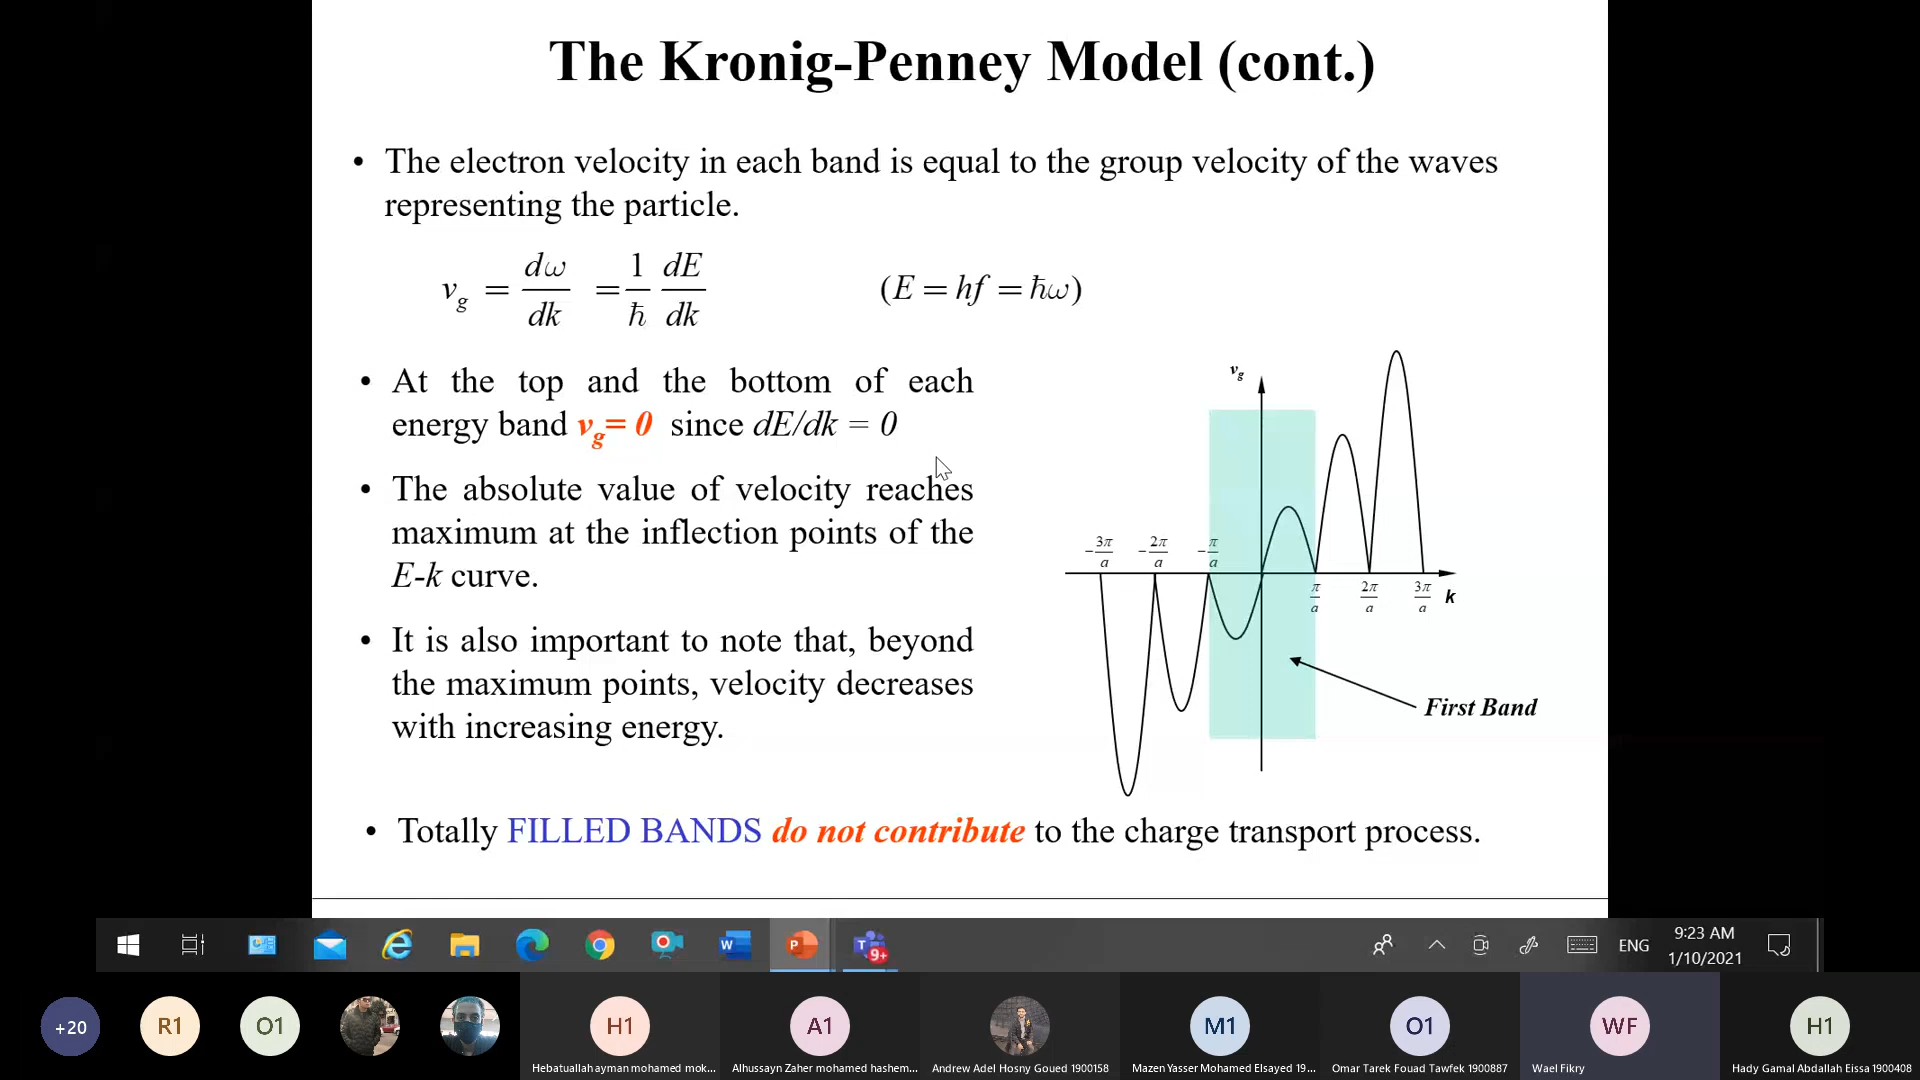 The Kronig-Penney Model (cont.)
• The electron velocity in each band is equal to the group velocity of the waves
representing the particle.
v_g = dω/dk = 1/ħ dE/dk (E = hf = ħω)
• At the top and the bottom of each
energy band v_g= 0 since dE/dk = 0
• The absolute value of velocity reaches
maximum at the inflection points of the
E-k curve.
• It is also important to note that, beyond
the maximum points, velocity decreases
with increasing energy.
v_g
-3π/a -2π/a -π/a
π/a 2π/a 3π/a k
First Band
• Totally FILLED BANDS do not contribute to the charge transport process.
9+
ENG
9:23 AM
1/10/2021
+20
R1
O1
H1
A1
M1
O1
WF
H1
Hebatuallah ayman mohamed mok...
Alhussayn Zaher mohamed hashem...
Andrew Adel Hosny Goued 1900158
Mazen Yasser Mohamed Elsayed 19...
Omar Tarek Fouad Tawfek 1900887
Wael Fikry
Hady Gamal Abdallah Eissa 1900408